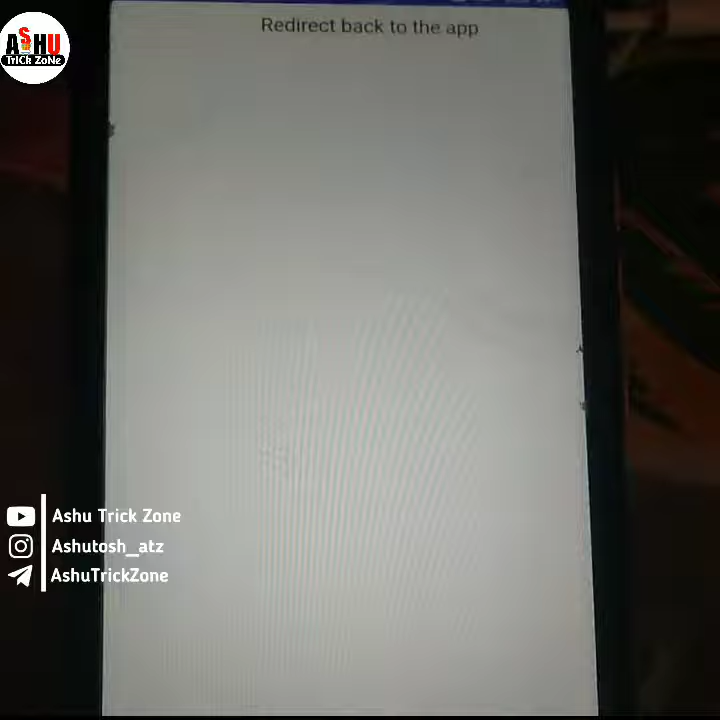 Redirect back to the app
ASHU
TriCk ZoNe
Ashu Trick Zone
Ashutosh_atz
AshuTrickZone